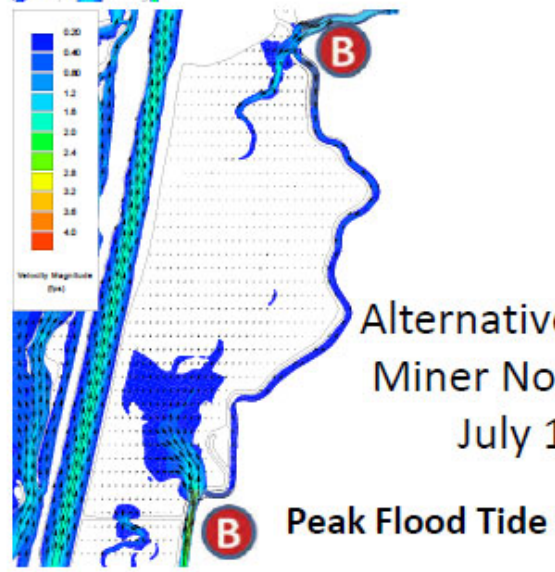 0.20
0.40
0.80
1.2
1.6
2.0
2.4
2.8
3.2
3.6
4.0
Velocity Magnitude
(fps)
B
Alternative
Miner No
July 1
B
Peak Flood Tide